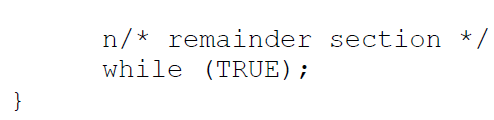 n/* remainder section */
while (TRUE);
}